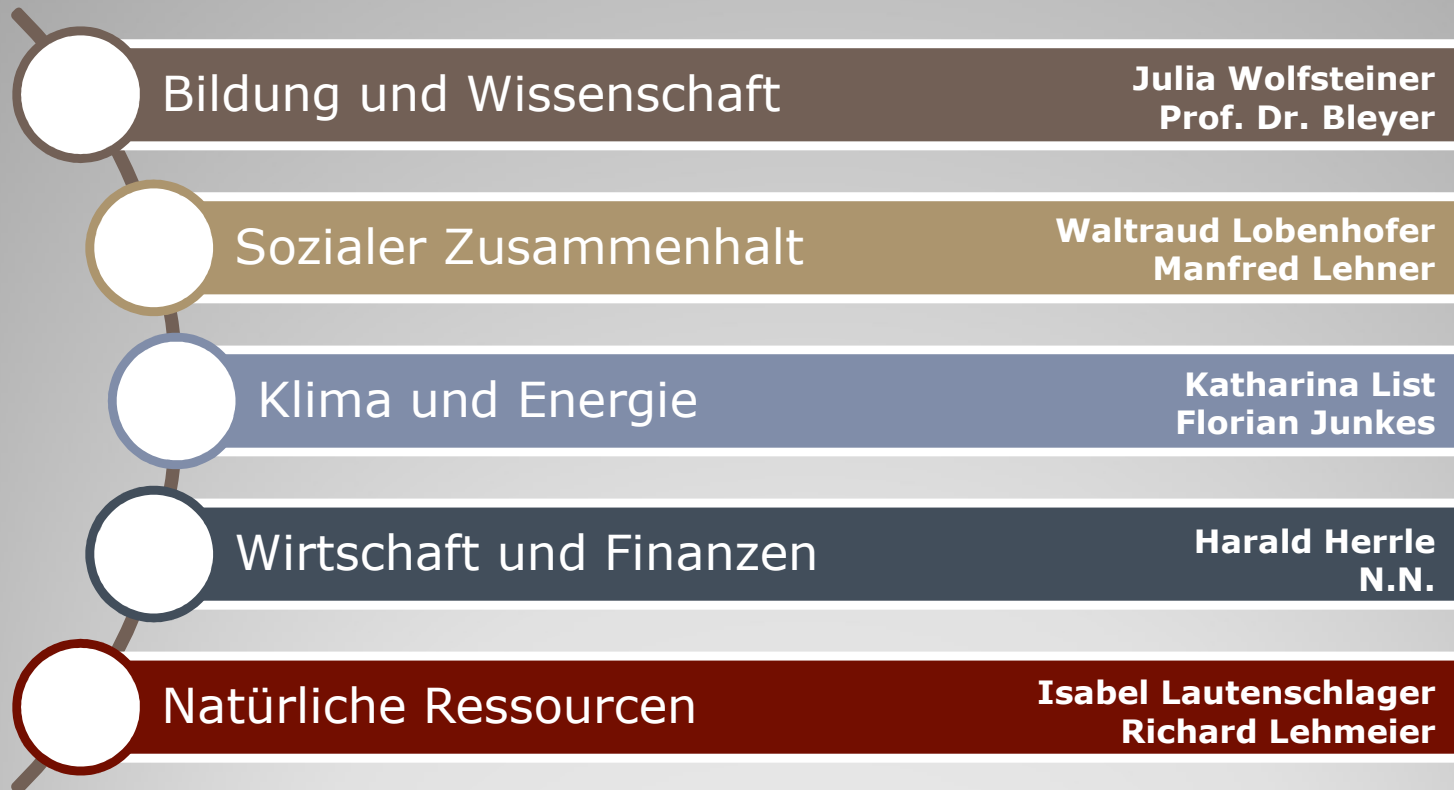 Bildung und Wissenschaft
Julia Wolfsteiner
Prof. Dr. Bleyer
Sozialer Zusammenhalt
Waltraud Lobenhofer
Manfred Lehner
Klima und Energie
Katharina List
Florian Junkes
Wirtschaft und Finanzen
Harald Herrle
N.N.
Natürliche Ressourcen
Isabel Lautenschlager
Richard Lehmeier